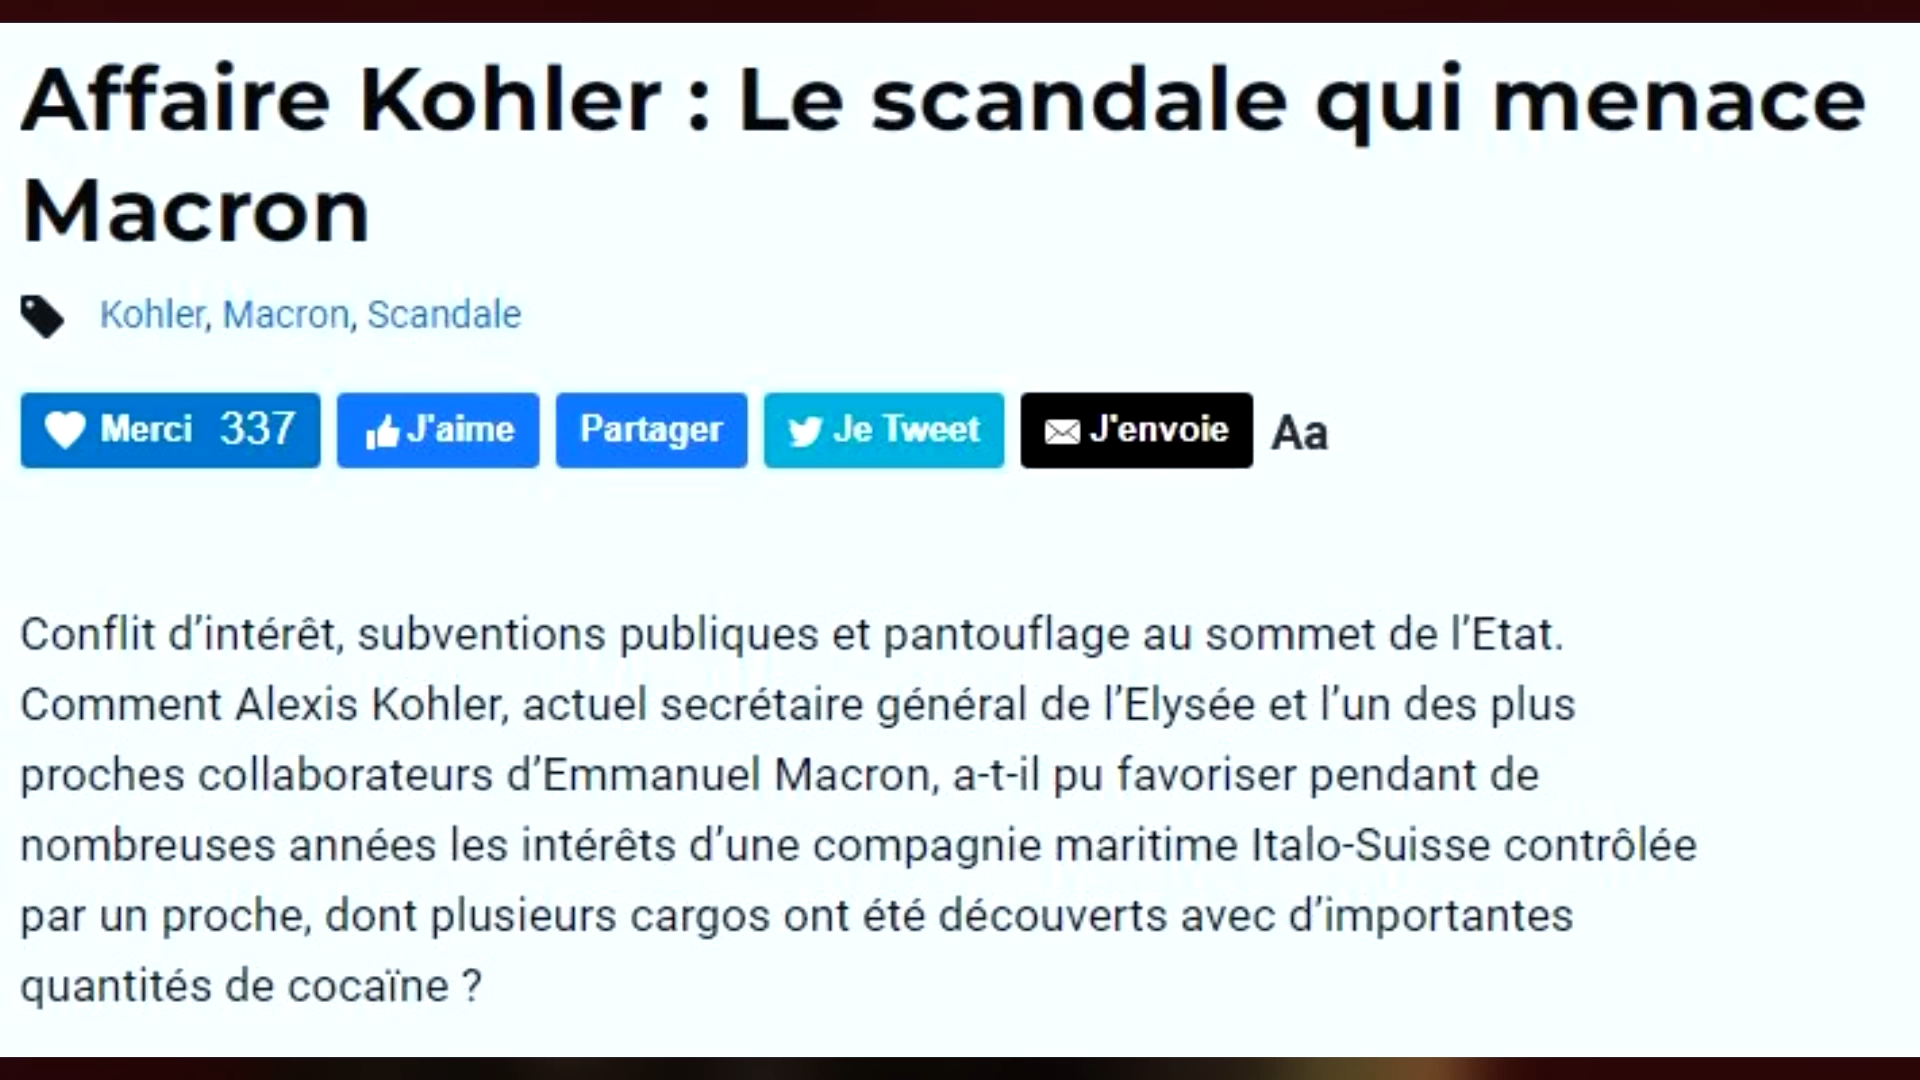 Affaire Kohler : Le scandale qui menace
Macron
Kohler, Macron, Scandale
Merci 337 J'aime Partager Je Tweet J'envoie Aa
Conflit d’intérêt, subventions publiques et pantouflage au sommet de l’Etat.
Comment Alexis Kohler, actuel secrétaire général de l’Elysée et l’un des plus
proches collaborateurs d’Emmanuel Macron, a-t-il pu favoriser pendant de
nombreuses années les intérêts d’une compagnie maritime Italo-Suisse contrôlée
par un proche, dont plusieurs cargos ont été découverts avec d’importantes
quantités de cocaïne ?